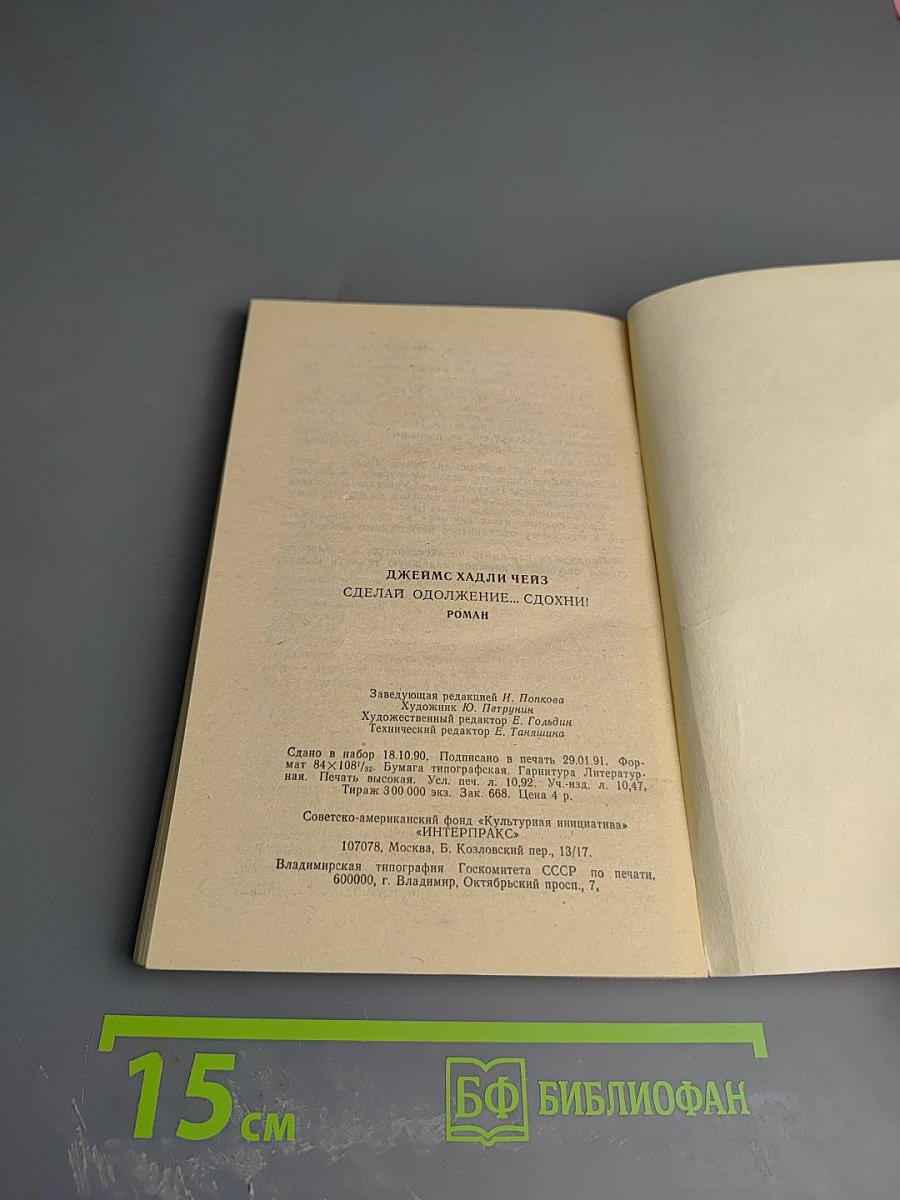 ДЖЕЙМС ХАДЛИ ЧЕЙЗ
СДЕЛАЙ ОДОЛЖЕНИЕ... СДОХНИ!
РОМАН
Заведующая редакцией И. Попкова
Художник Ю. Петрунин
Художественный редактор Е. Гольдин
Технический редактор Е. Таняшина
Сдано в набор 18.10.90. Подписано в печать 29.01.91. Фор-
мат 84×108¹/₃₂. Бумага типографская. Гарнитура Литератур-
ная. Печать высокая. Усл. печ. л. 10,92. Уч.-изд. л. 10,47.
Тираж 300 000 экз. Зак. 668. Цена 4 р.
Советско-американский фонд «Культурная инициатива»
«ИНТЕРПРАКС»
107078, Москва, Б. Козловский пер., 13/17.
Владимирская типография Госкомитета СССР по печати.
600000, г. Владимир, Октябрьский просп., 7.
15 см
БФ БИБЛИОФАН